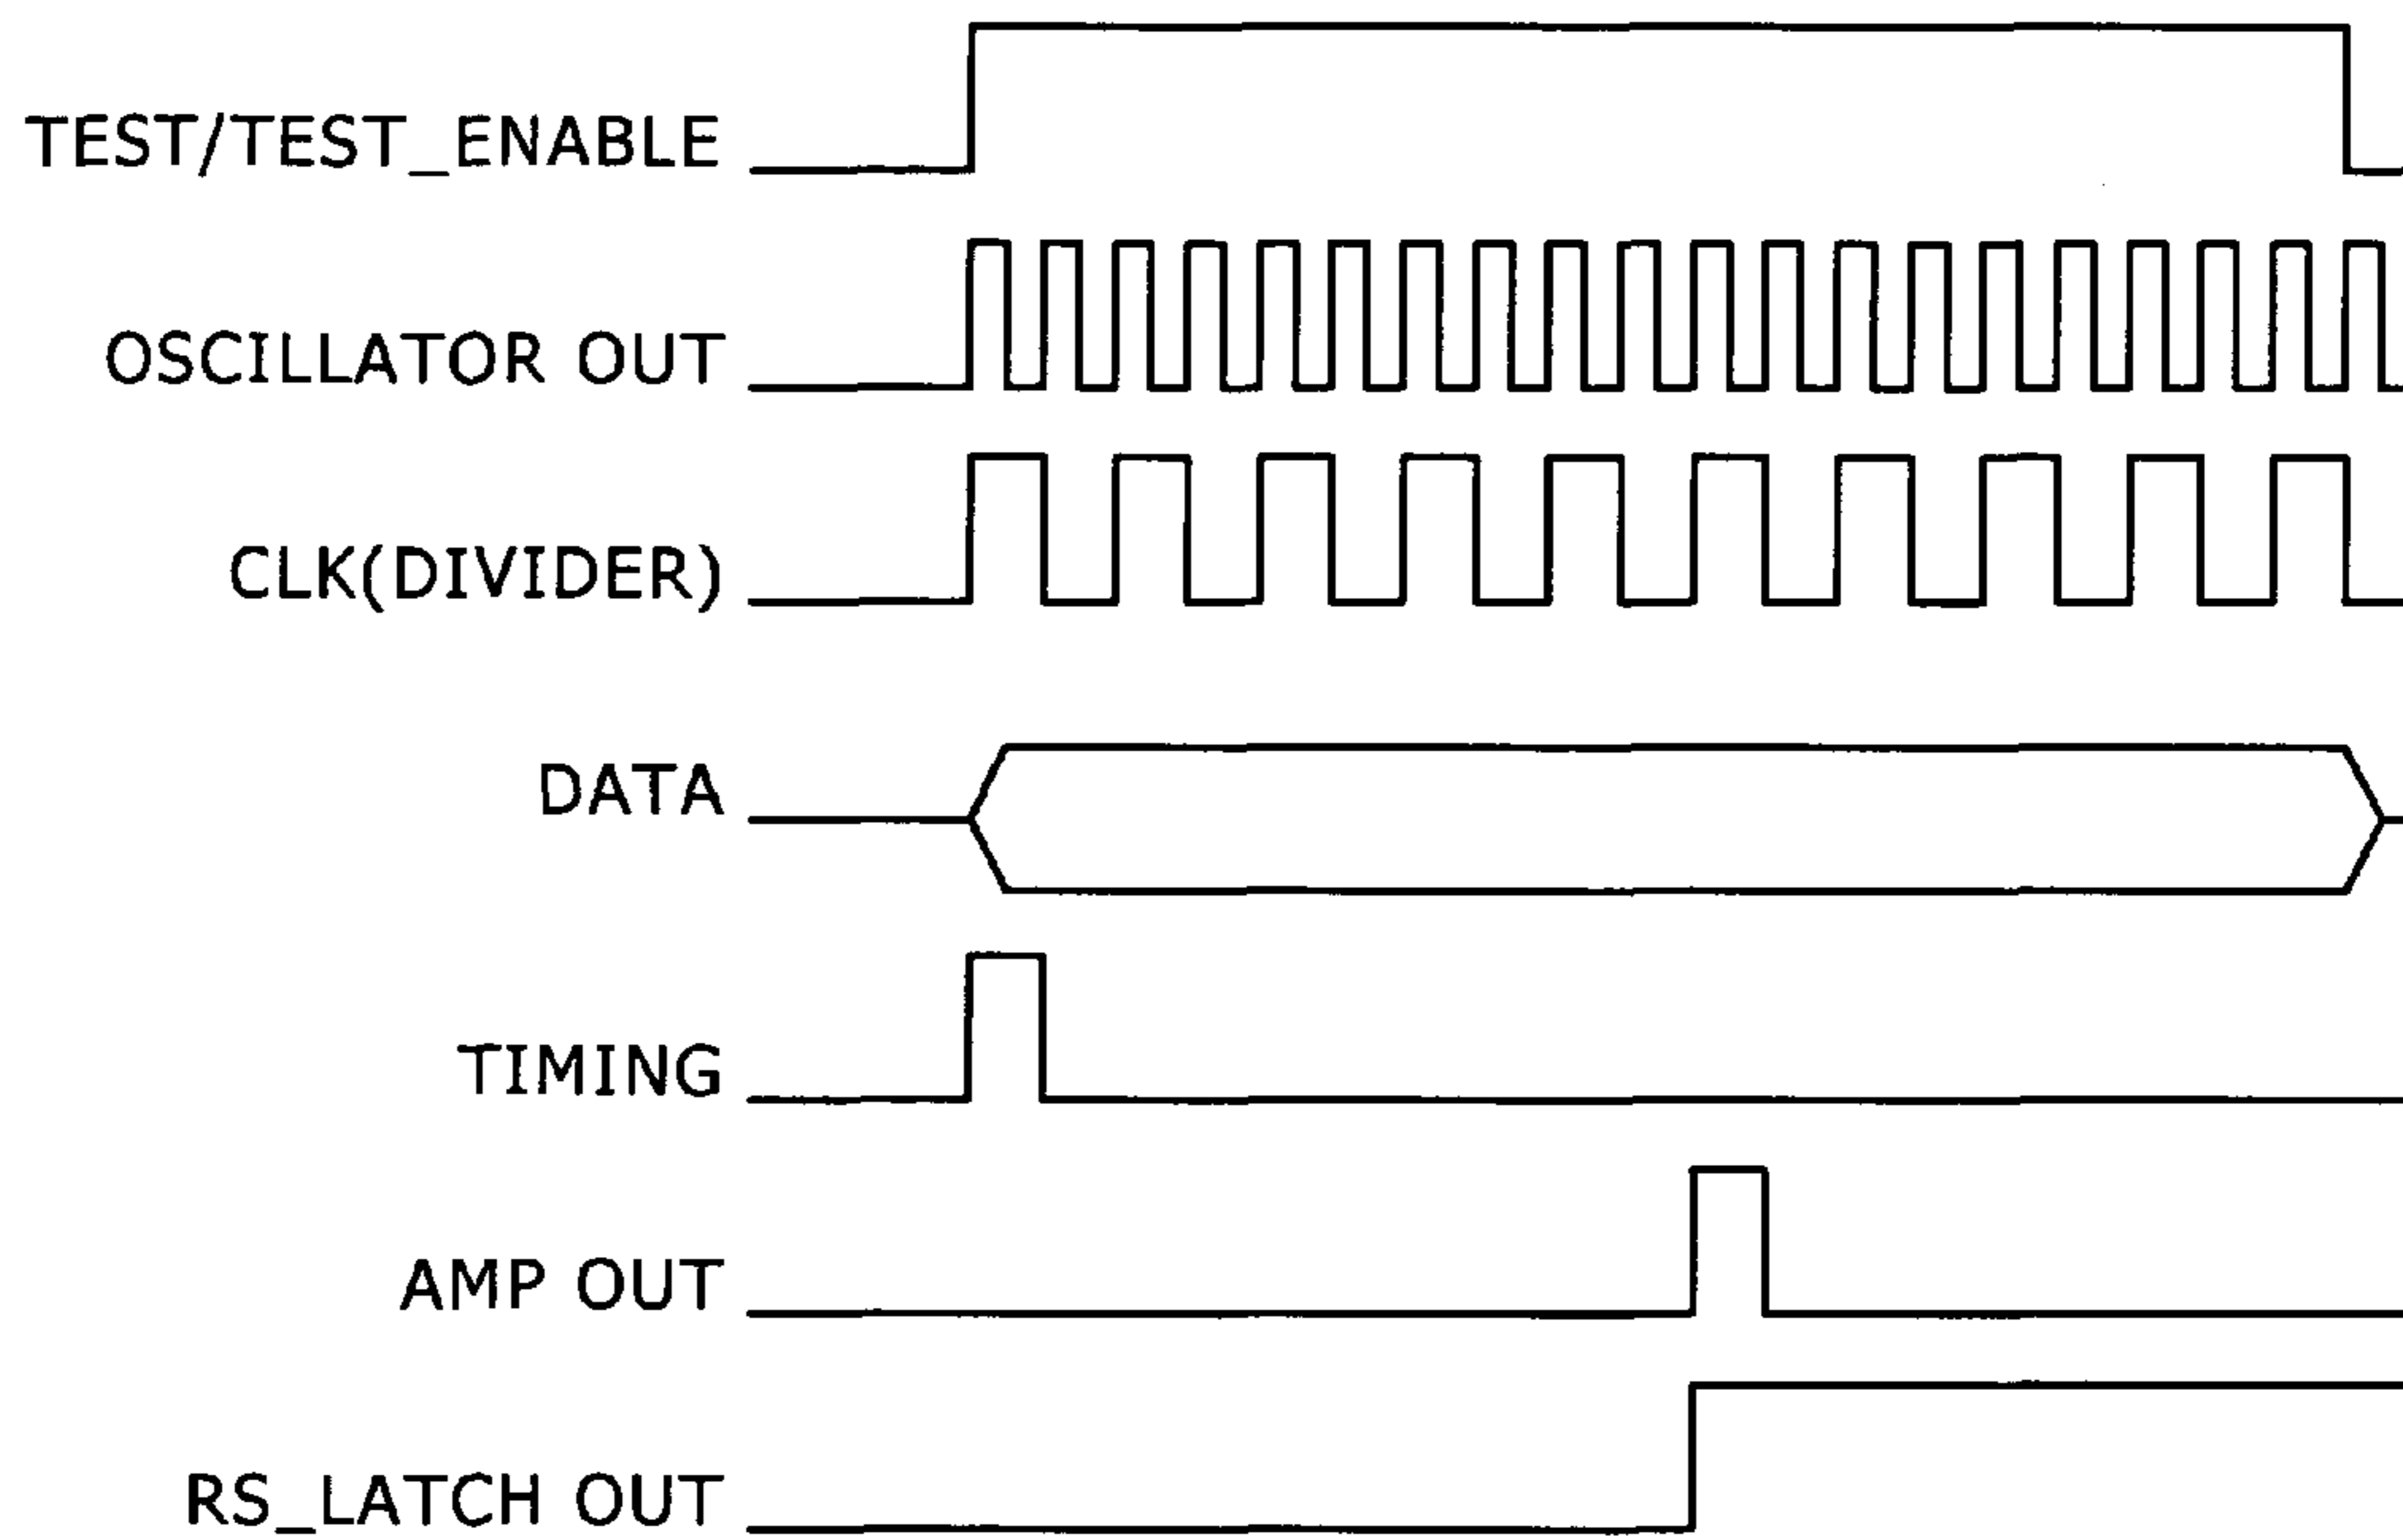 TEST/TEST_ENABLE
OSCILLATOR OUT
CLK(DIVIDER)
DATA
TIMING
AMP OUT
RS_LATCH OUT